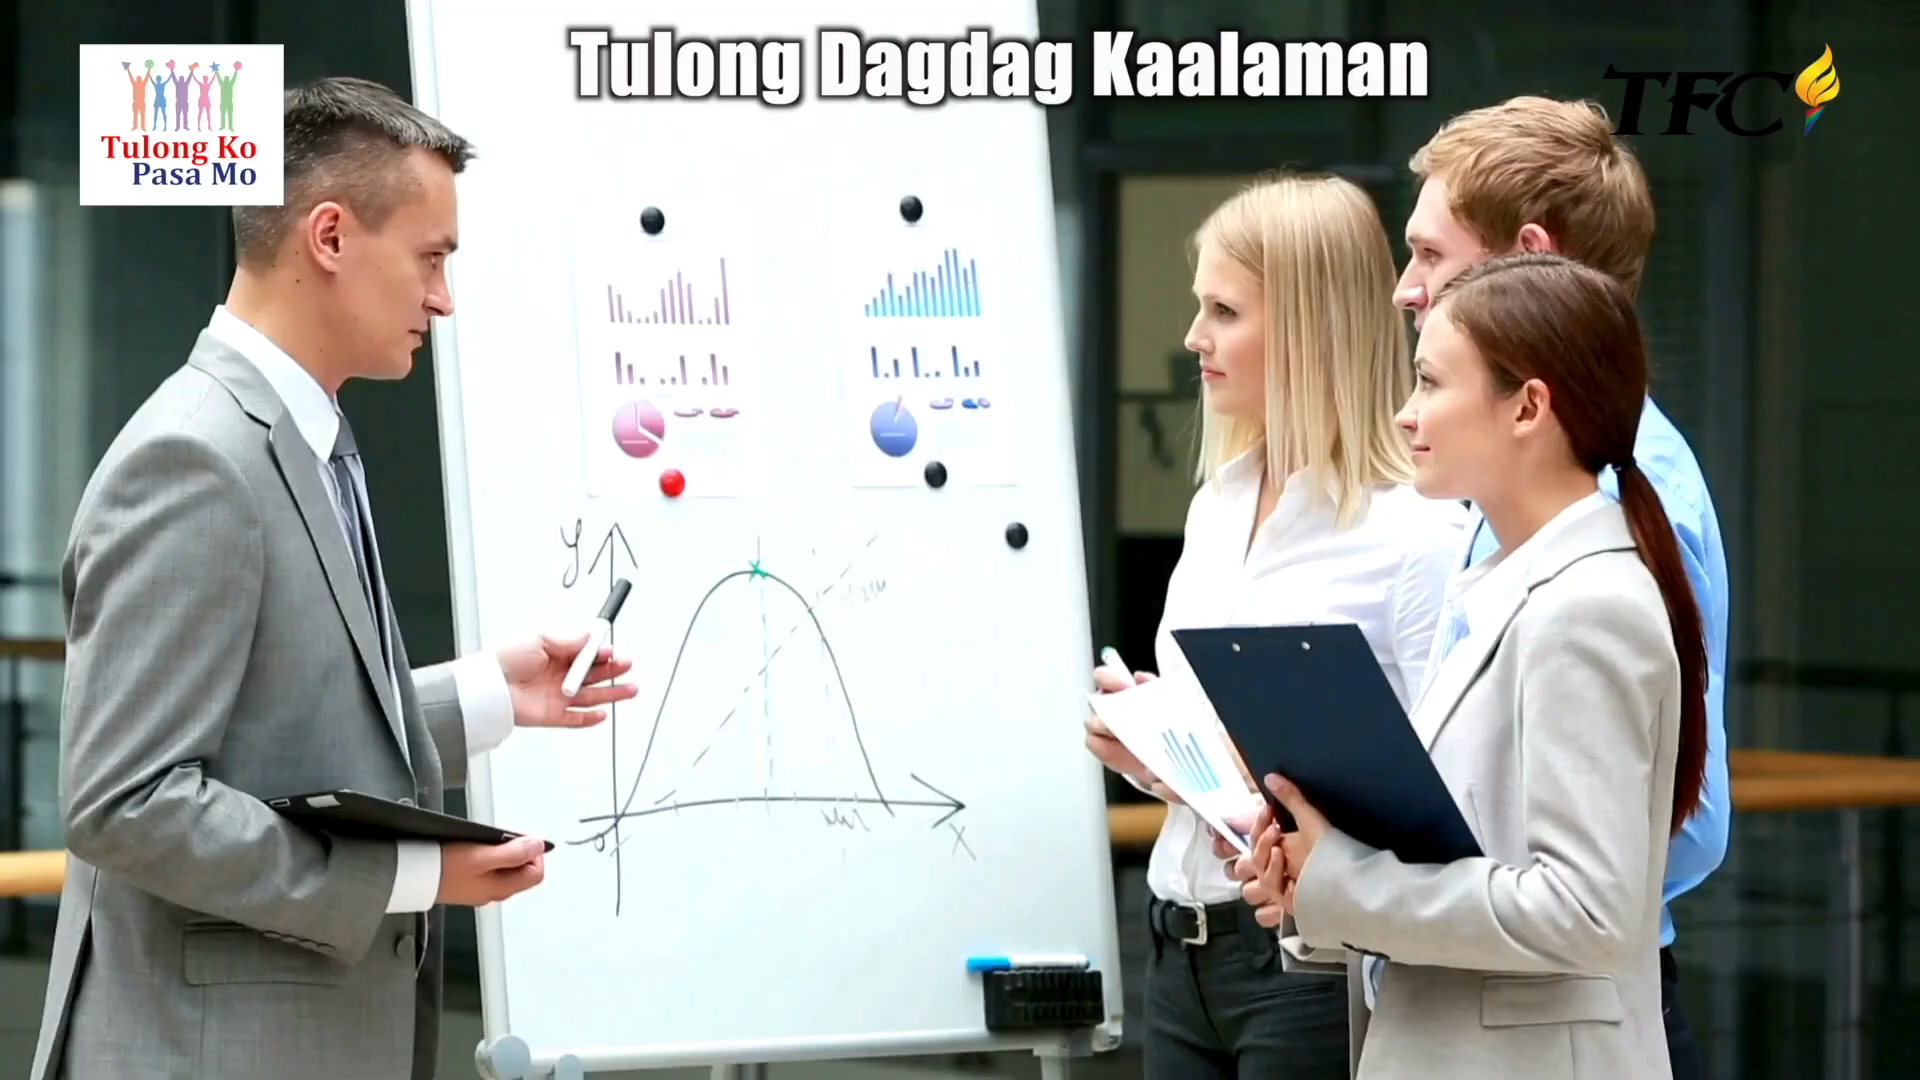 Tulong Dagdag Kaalaman
Tulong Ko
Pasa Mo
TFC
y
x